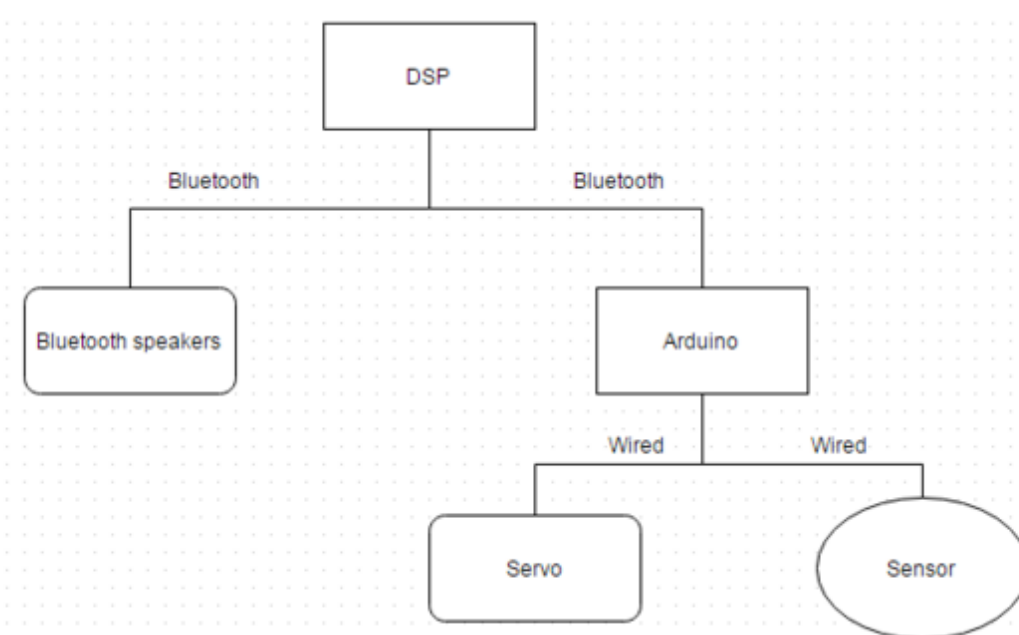 DSP
Bluetooth
Bluetooth
Bluetooth speakers
Arduino
Wired
Wired
Servo
Sensor